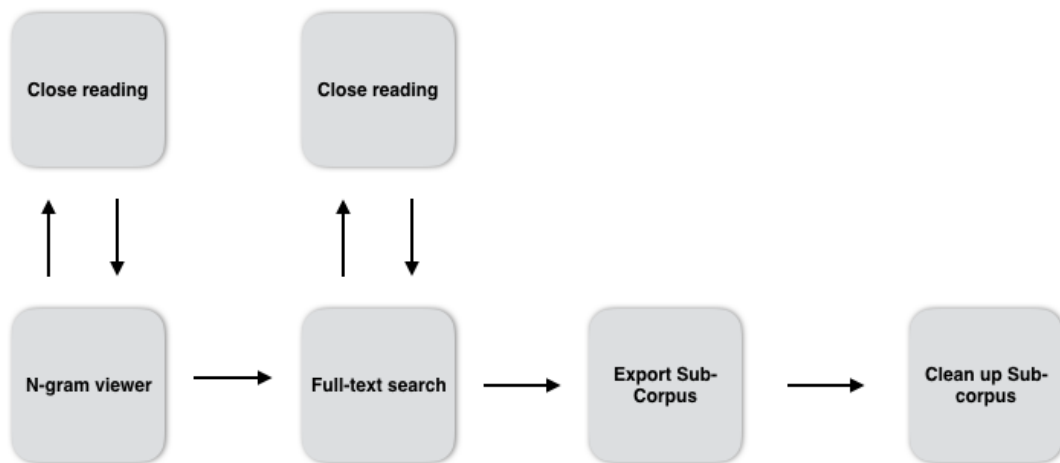 Close reading
Close reading
N-gram viewer
Full-text search
Export Sub-
Corpus
Clean up Sub-
corpus